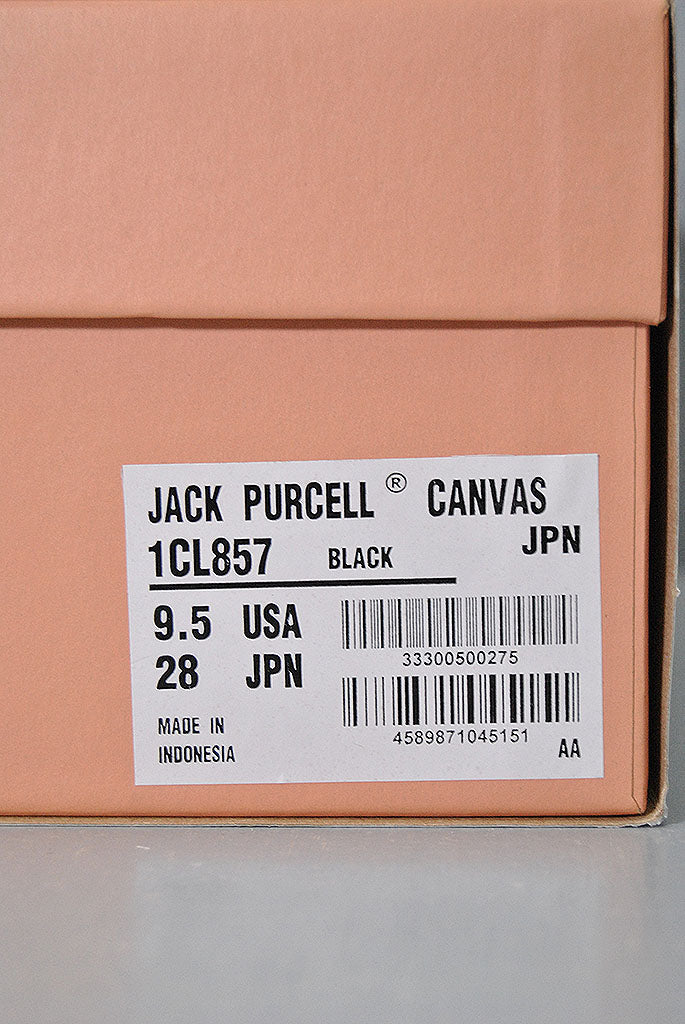 JACK PURCELL® CANVAS
JPN
1CL857 BLACK
9.5 USA
28 JPN
33300500275
4589871045151
MADE IN
INDONESIA
AA